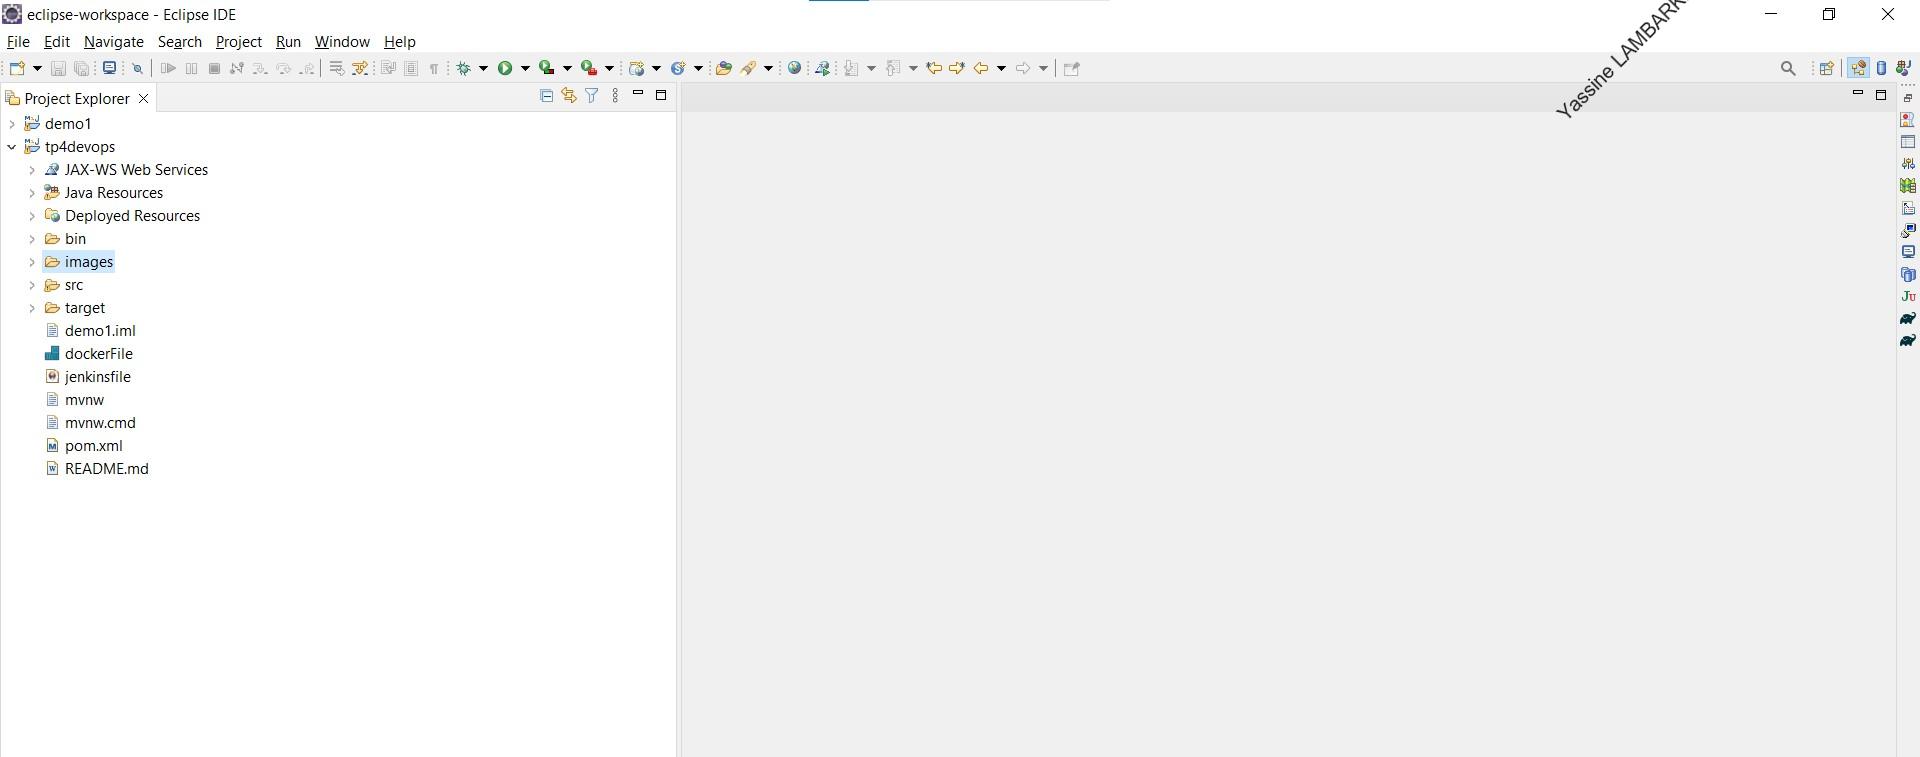 eclipse-workspace - Eclipse IDE
File Edit Navigate Search Project Run Window Help
Yassine LAMBARK
Project Explorer
demo1
tp4devops
JAX-WS Web Services
Java Resources
Deployed Resources
bin
images
src
target
demo1.iml
dockerFile
jenkinsfile
mvnw
mvnw.cmd
pom.xml
README.md
Ju